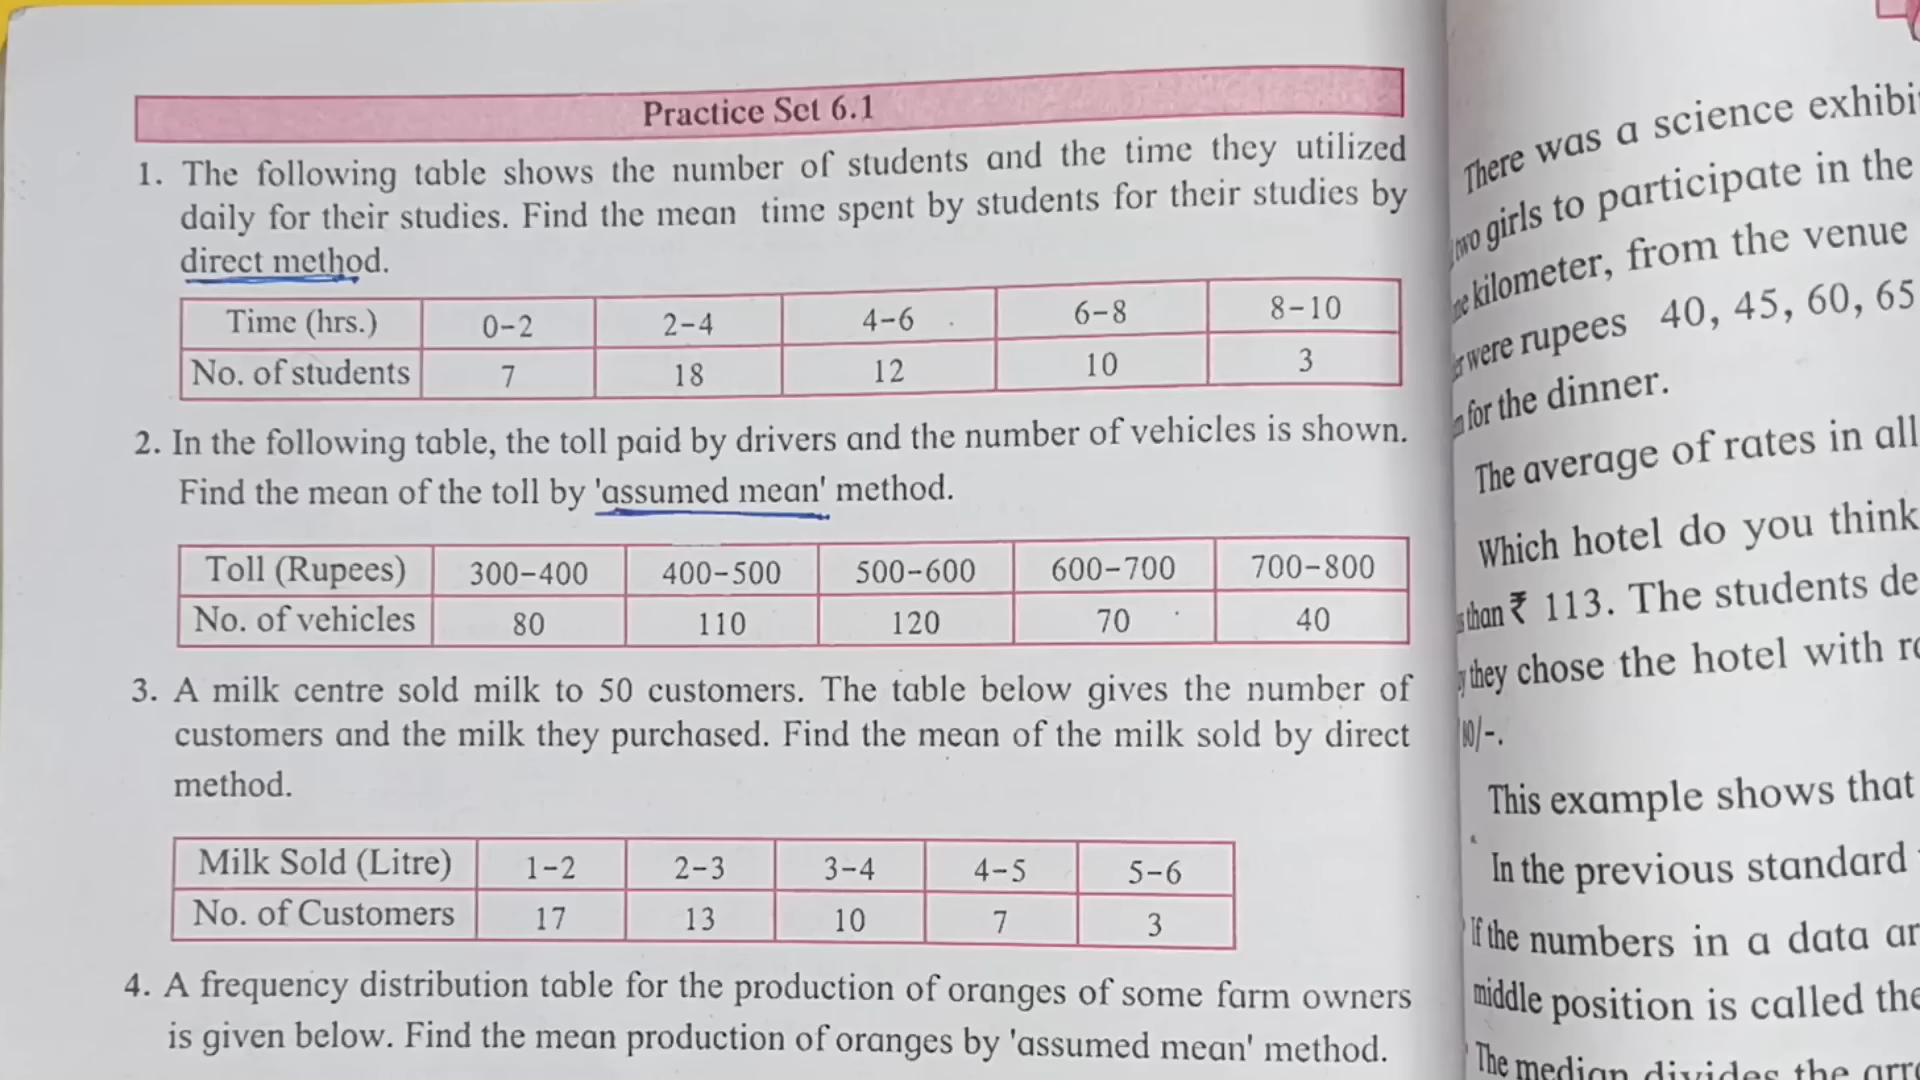 Practice Set 6.1
1. The following table shows the number of students and the time they utilized
daily for their studies. Find the mean time spent by students for their studies by
direct method.
Time (hrs.) 0-2 2-4 4-6 6-8 8-10
No. of students 7 18 12 10 3
2. In the following table, the toll paid by drivers and the number of vehicles is shown.
Find the mean of the toll by 'assumed mean' method.
Toll (Rupees) 300-400 400-500 500-600 600-700 700-800
No. of vehicles 80 110 120 70 40
3. A milk centre sold milk to 50 customers. The table below gives the number of
customers and the milk they purchased. Find the mean of the milk sold by direct
method.
Milk Sold (Litre) 1-2 2-3 3-4 4-5 5-6
No. of Customers 17 13 10 7 3
4. A frequency distribution table for the production of oranges of some farm owners
is given below. Find the mean production of oranges by 'assumed mean' method.
There was a science
girls to participate in the
kilometer, from the venue
were rupees 40, 45, 60, 65
for the dinner.
The average of rates in all
Which hotel do you think
than ₹ 113. The students
they chose the hotel with
This example shows that
In the previous standard
If the numbers in a data
middle position is called
The median divides the